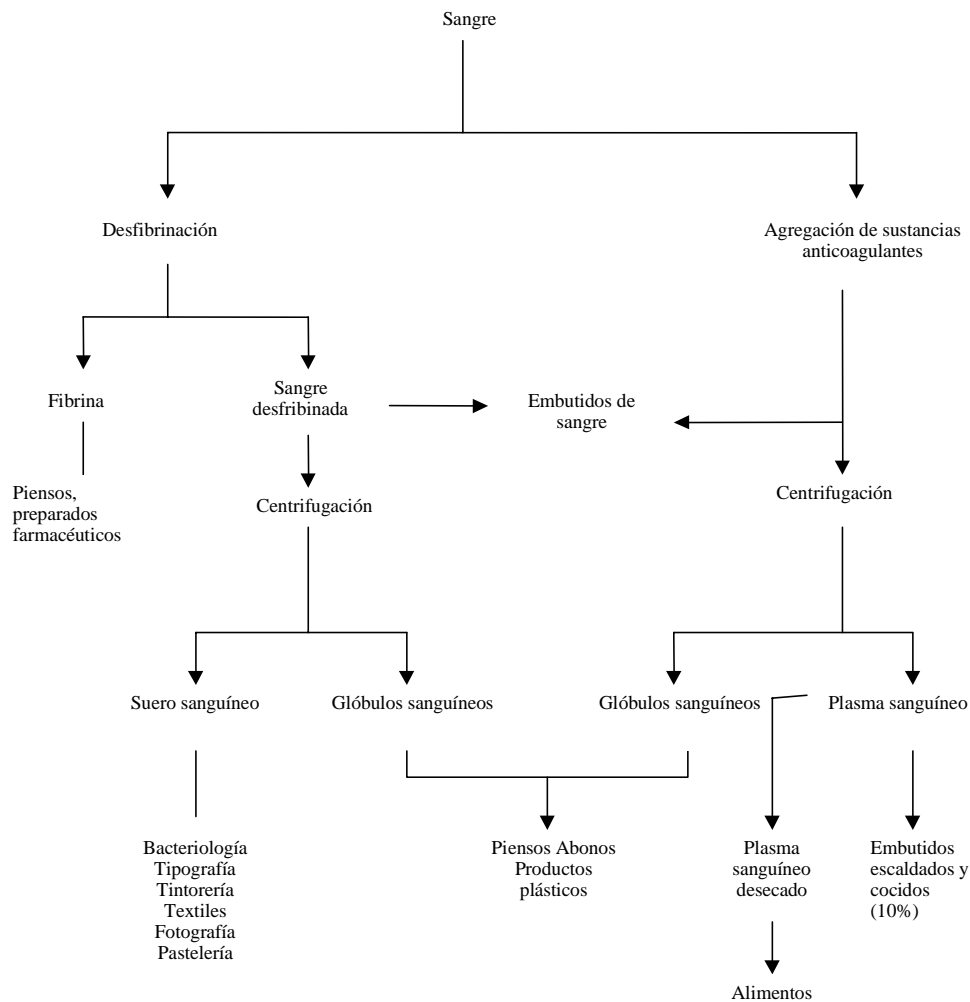 Sangre
Desfibrinación
Agregación de sustancias
anticoagulantes
Fibrina
Sangre
desfribinada
Embutidos de
sangre
Piensos,
preparados
farmacéuticos
Centrifugación
Centrifugación
Suero sanguíneo
Glóbulos sanguíneos
Glóbulos sanguíneos
Plasma sanguíneo
Bacteriología
Tipografía
Tintorería
Textiles
Fotografía
Pastelería
Piensos Abonos
Productos
plásticos
Plasma
sanguíneo
desecado
Embutidos
escaldados y
cocidos
(10%)
Alimentos